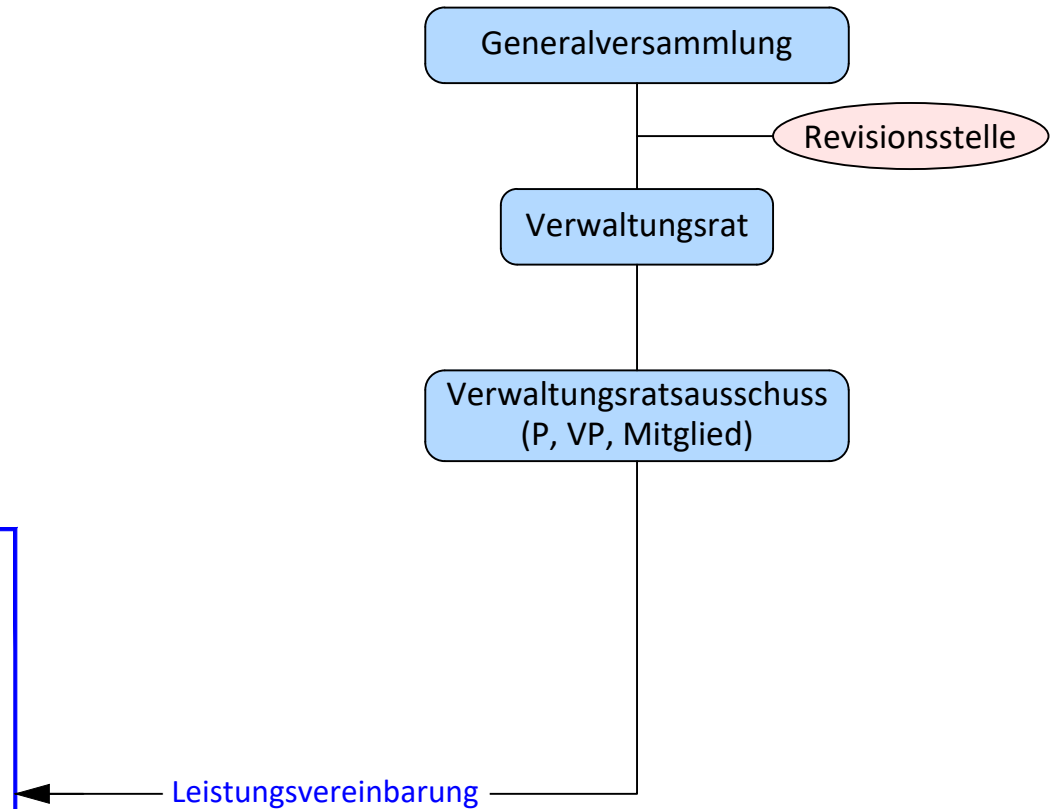 Generalversammlung
Revisionsstelle
Verwaltungsrat
Verwaltungsratsausschuss
(P, VP, Mitglied)
Leistungsvereinbarung